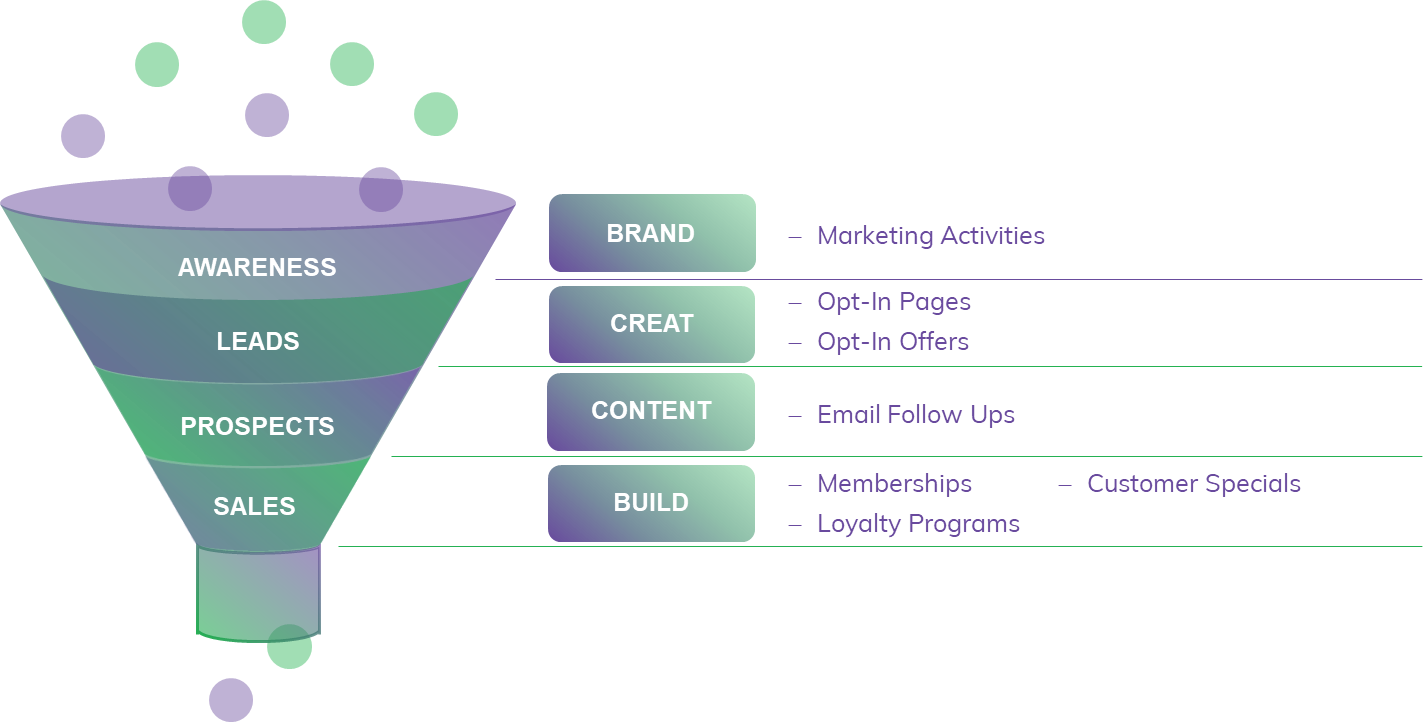 AWARENESS
BRAND
– Marketing Activities
LEADS
CREAT
– Opt-In Pages
– Opt-In Offers
PROSPECTS
CONTENT
– Email Follow Ups
SALES
BUILD
– Memberships – Customer Specials
– Loyalty Programs